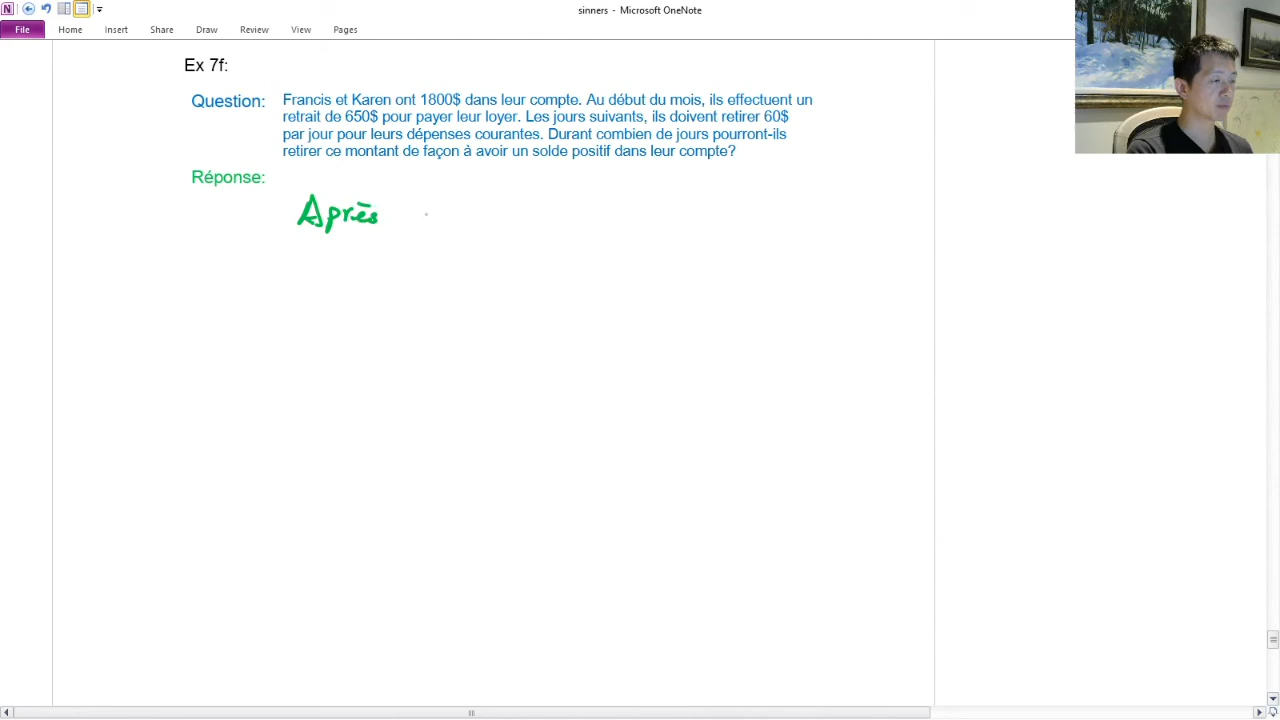 sinners - Microsoft OneNote
File Home Insert Share Draw Review View Pages
Ex 7f:
Question: Francis et Karen ont 1800$ dans leur compte. Au début du mois, ils effectuent un
retrait de 650$ pour payer leur loyer. Les jours suivants, ils doivent retirer 60$
par jour pour leurs dépenses courantes. Durant combien de jours pourront-ils
retirer ce montant de façon à avoir un solde positif dans leur compte?
Réponse:
Après